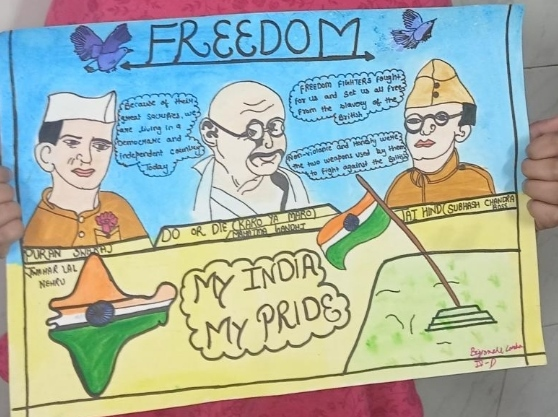 FREEDOM
Because of their
great sacrifices, we
are living in a
Democratic and
independent country
Today
FREEDOM FIGHTERS fought
for us and set us all free
from the slavery of the
British
Non-violence and Honesty were
the two weapons used by them
to fight against the British
PURAN SWARAJ
JAWAHAR LAL
NEHRU
DO OR DIE (KARO YA MARO)
MAHATMA GANDHI
JAI HIND (SUBHASH CHANDRA
BOSE
MY INDIA
MY PRIDE